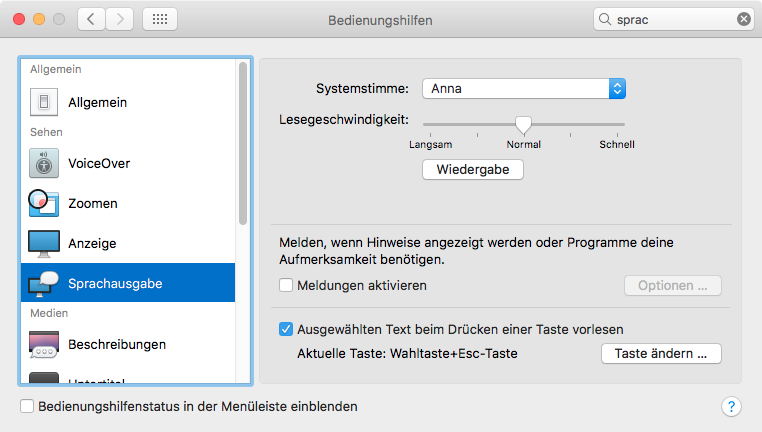 Bedienungshilfen
sprac
Allgemein
Allgemein
Sehen
VoiceOver
Zoomen
Anzeige
Sprachausgabe
Medien
Beschreibungen
Untertitel
Systemstimme: Anna
Lesegeschwindigkeit:
Langsam Normal Schnell
Wiedergabe
Melden, wenn Hinweise angezeigt werden oder Programme deine
Aufmerksamkeit benötigen.
Meldungen aktivieren Optionen ...
Ausgewählten Text beim Drücken einer Taste vorlesen
Aktuelle Taste: Wahltaste+Esc-Taste Taste ändern ...
Bedienungshilfenstatus in der Menüleiste einblenden ?